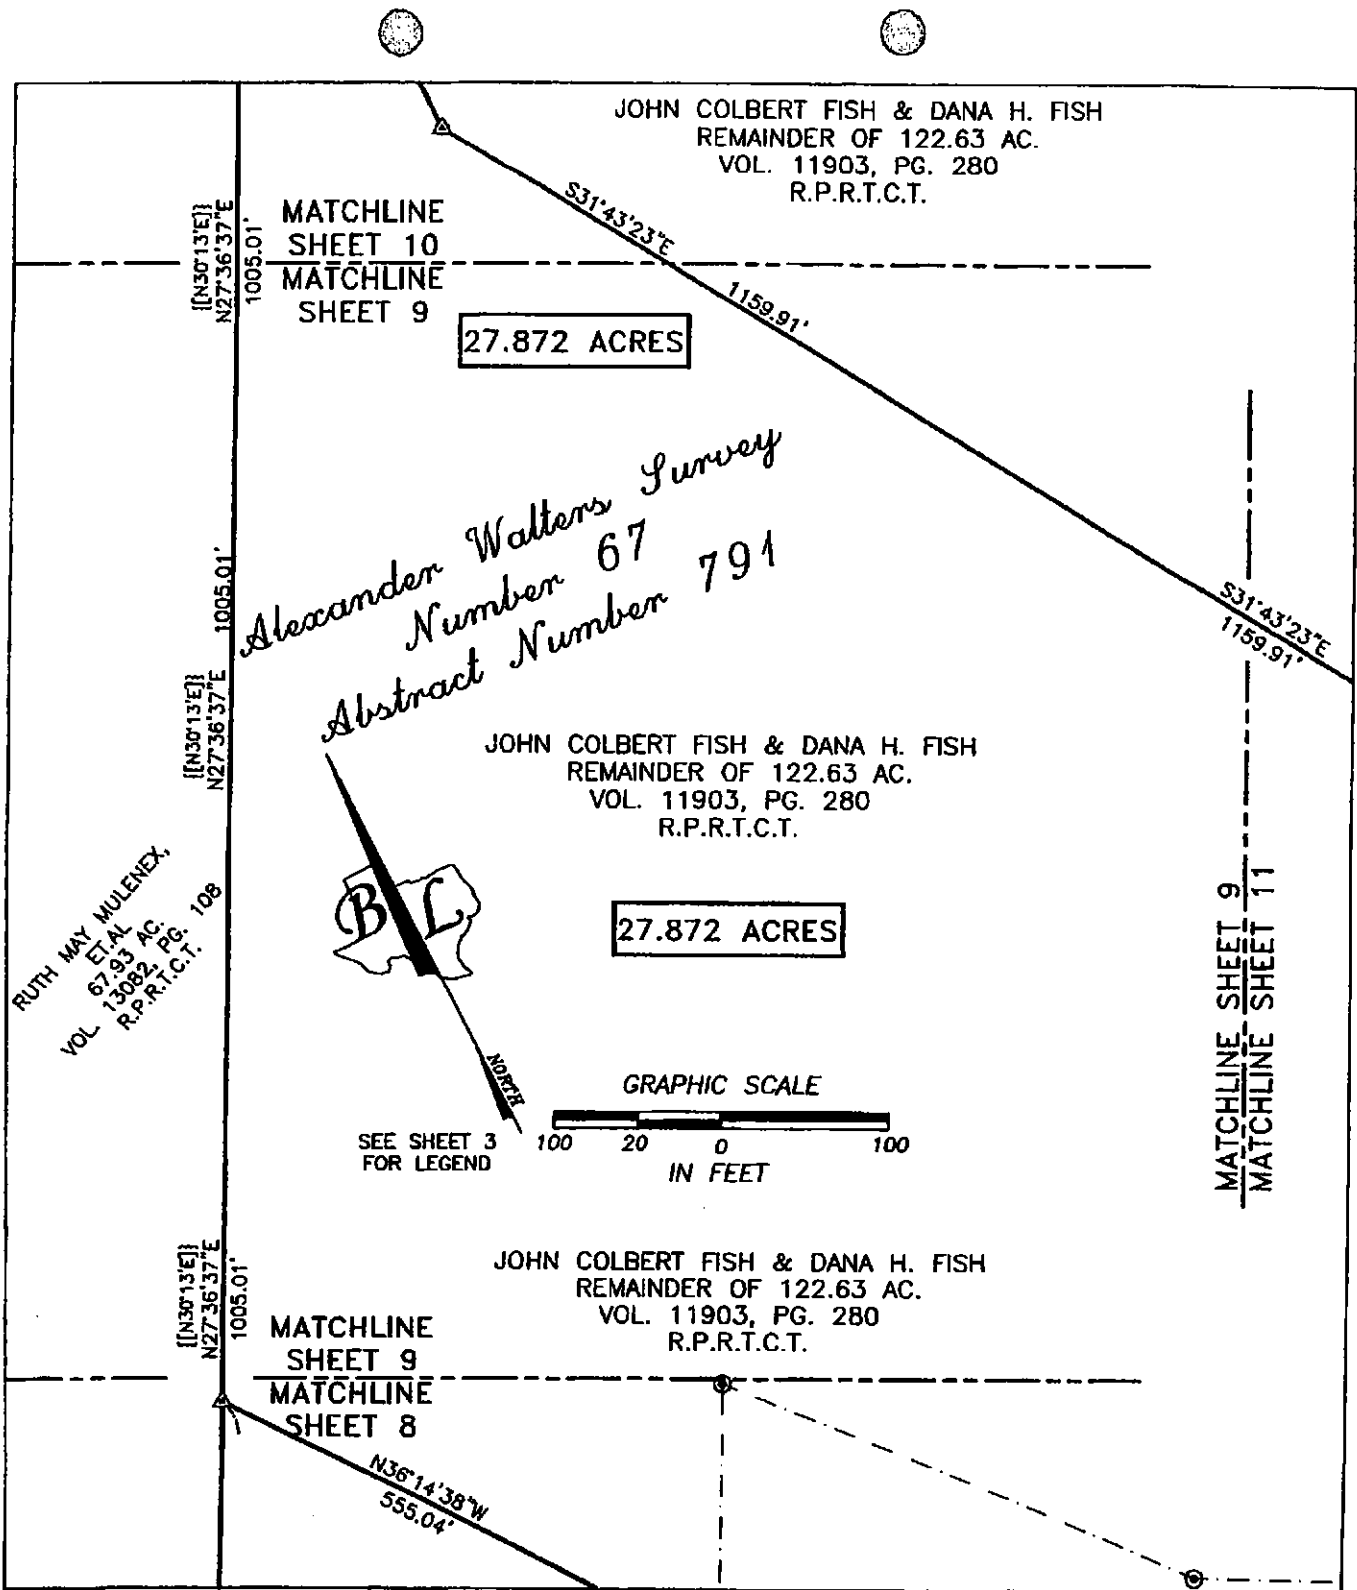 JOHN COLBERT FISH & DANA H. FISH
REMAINDER OF 122.63 AC.
VOL. 11903, PG. 280
R.P.R.T.C.T.
S31°43'23"E
1159.91'
{[N30°13'E]}
N27°36'37"E
1005.01'
MATCHLINE
SHEET 10
MATCHLINE
SHEET 9
27.872 ACRES
Alexander Walters Survey
Number 67
Abstract Number 791
1005.01'
{[N30°13'E]}
N27°36'37"E
S31°43'23"E
1159.91'
JOHN COLBERT FISH & DANA H. FISH
REMAINDER OF 122.63 AC.
VOL. 11903, PG. 280
R.P.R.T.C.T.
RUTH MAY MULENEX,
ET.AL
67.93 AC.
VOL. 13082, PG. 108
R.P.R.T.C.T.
B L
27.872 ACRES
MATCHLINE SHEET 9
MATCHLINE SHEET 11
NORTH
SEE SHEET 3
FOR LEGEND
GRAPHIC SCALE
100 20 0 100
IN FEET
{[N30°13'E]}
N27°36'37"E
1005.01'
JOHN COLBERT FISH & DANA H. FISH
REMAINDER OF 122.63 AC.
VOL. 11903, PG. 280
R.P.R.T.C.T.
MATCHLINE
SHEET 9
MATCHLINE
SHEET 8
N36°14'38"W
555.04'